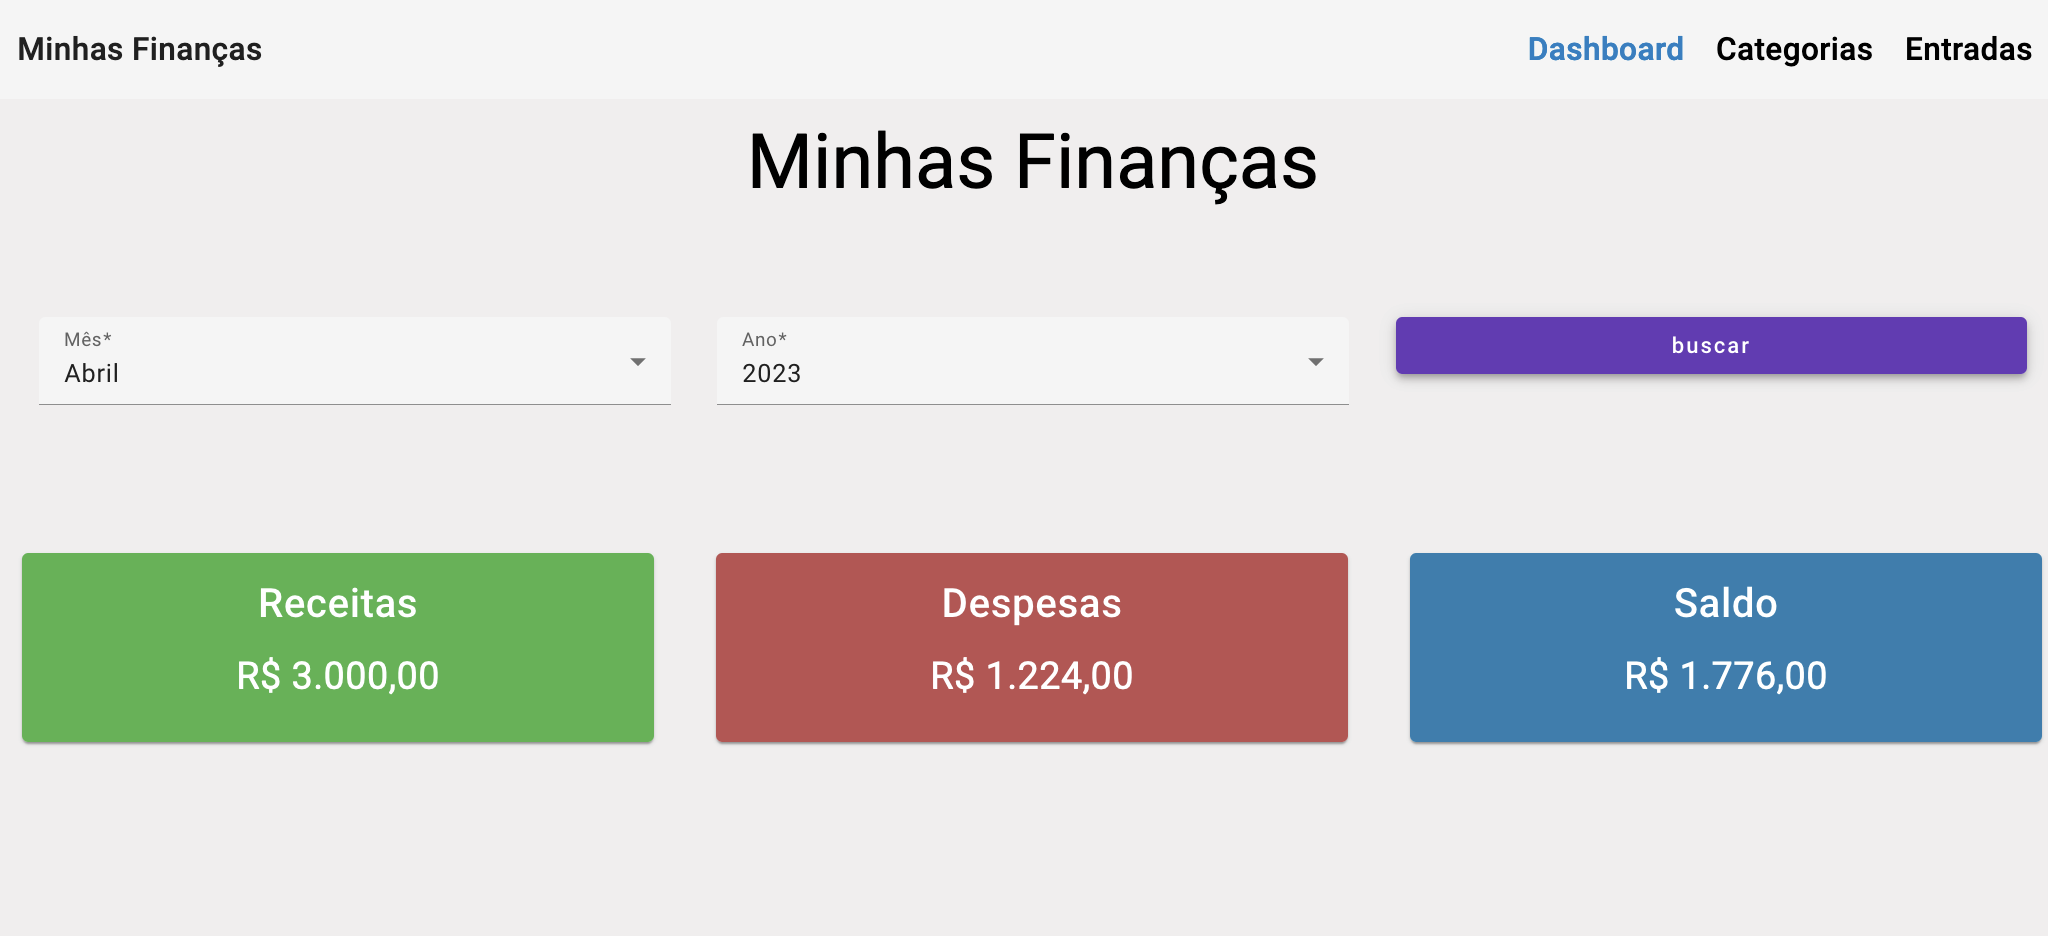 Minhas Finanças
Dashboard Categorias Entradas
Minhas Finanças
Mês*
Abril
Ano*
2023
buscar
Receitas
R$ 3.000,00
Despesas
R$ 1.224,00
Saldo
R$ 1.776,00